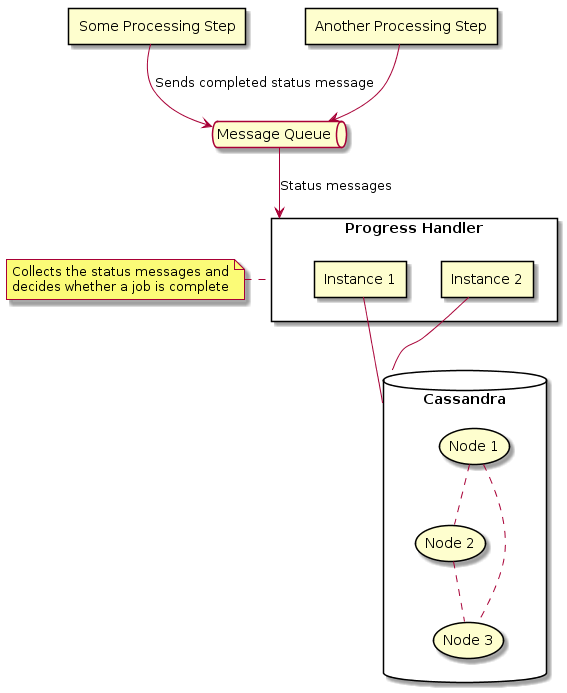 Some Processing Step
Another Processing Step
Sends completed status message
Message Queue
Status messages
Progress Handler
Collects the status messages and
decides whether a job is complete
Instance 1
Instance 2
Cassandra
Node 1
Node 2
Node 3